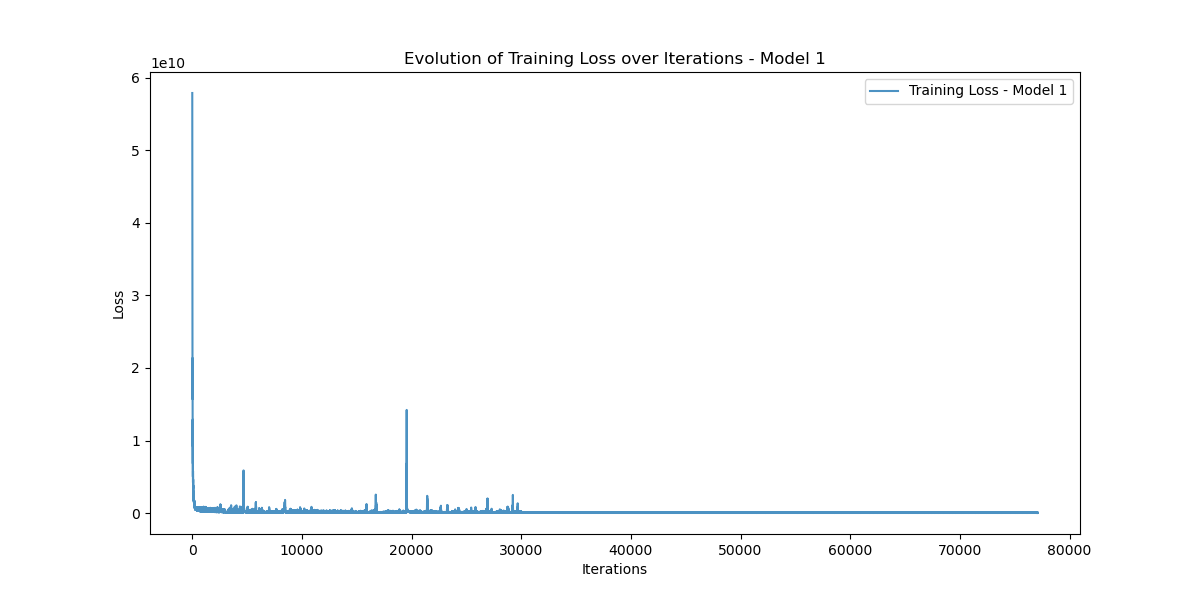 Evolution of Training Loss over Iterations - Model 1
1e10
Training Loss - Model 1
6
5
4
3
2
1
0
Loss
0 10000 20000 30000 40000 50000 60000 70000 80000
Iterations